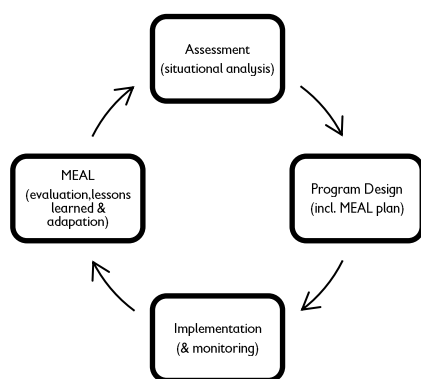 Assessment
(situational analysis)
Program Design
(incl. MEAL plan)
Implementation
(& monitoring)
MEAL
(evaluation,lessons
learned &
adapation)